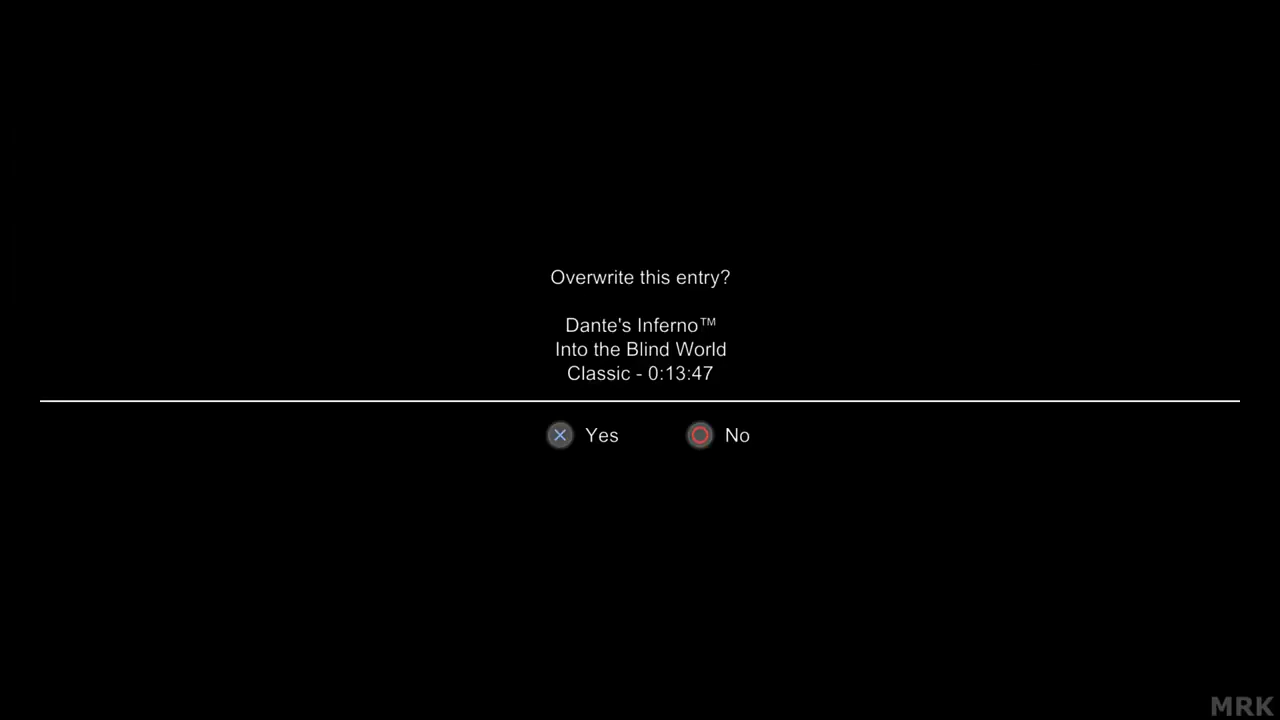 Overwrite this entry?
Dante's Inferno™
Into the Blind World
Classic - 0:13:47
Yes No
MRK